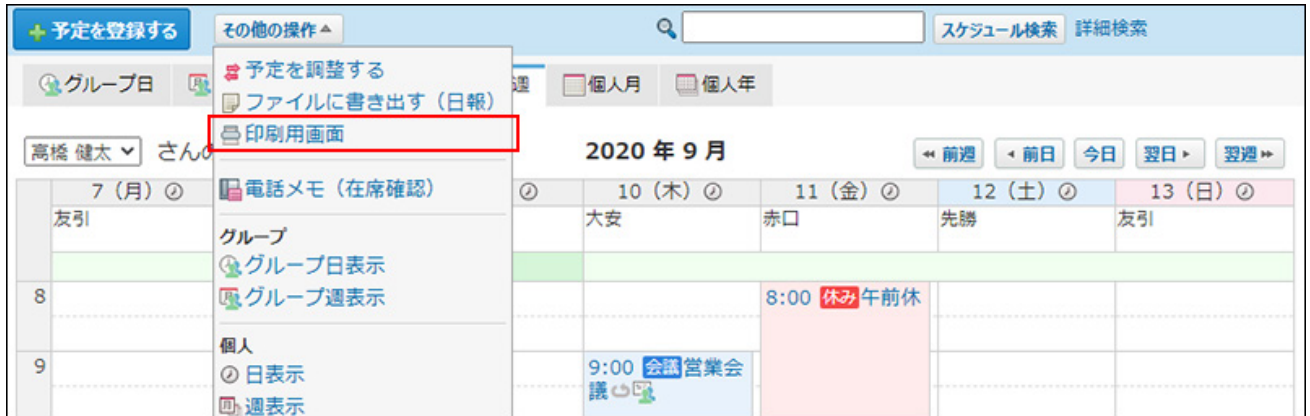 予定を登録する その他の操作 スケジュール検索 詳細検索
グループ日 週 個人月 個人年
予定を調整する
ファイルに書き出す（日報）
印刷用画面
電話メモ（在席確認）
グループ
グループ日表示
グループ週表示
個人
日表示
週表示
高橋 健太 さんの 2020 年 9 月 前週 前日 今日 翌日 翌週
7（月） 10（木） 11（金） 12（土） 13（日）
友引 大安 赤口 先勝 友引
8 8:00 休み 午前休
9 9:00 会議 営業会
議